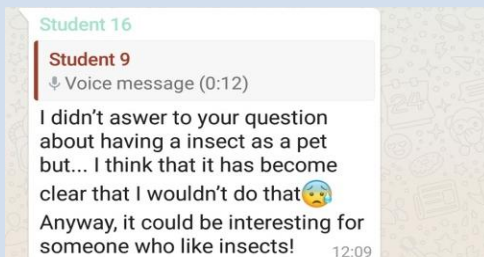 Student 16
Student 9
Voice message (0:12)
I didn't aswer to your question
about having a insect as a pet
but... I think that it has become
clear that I wouldn't do that😰
Anyway, it could be interesting for
someone who like insects! 12:09